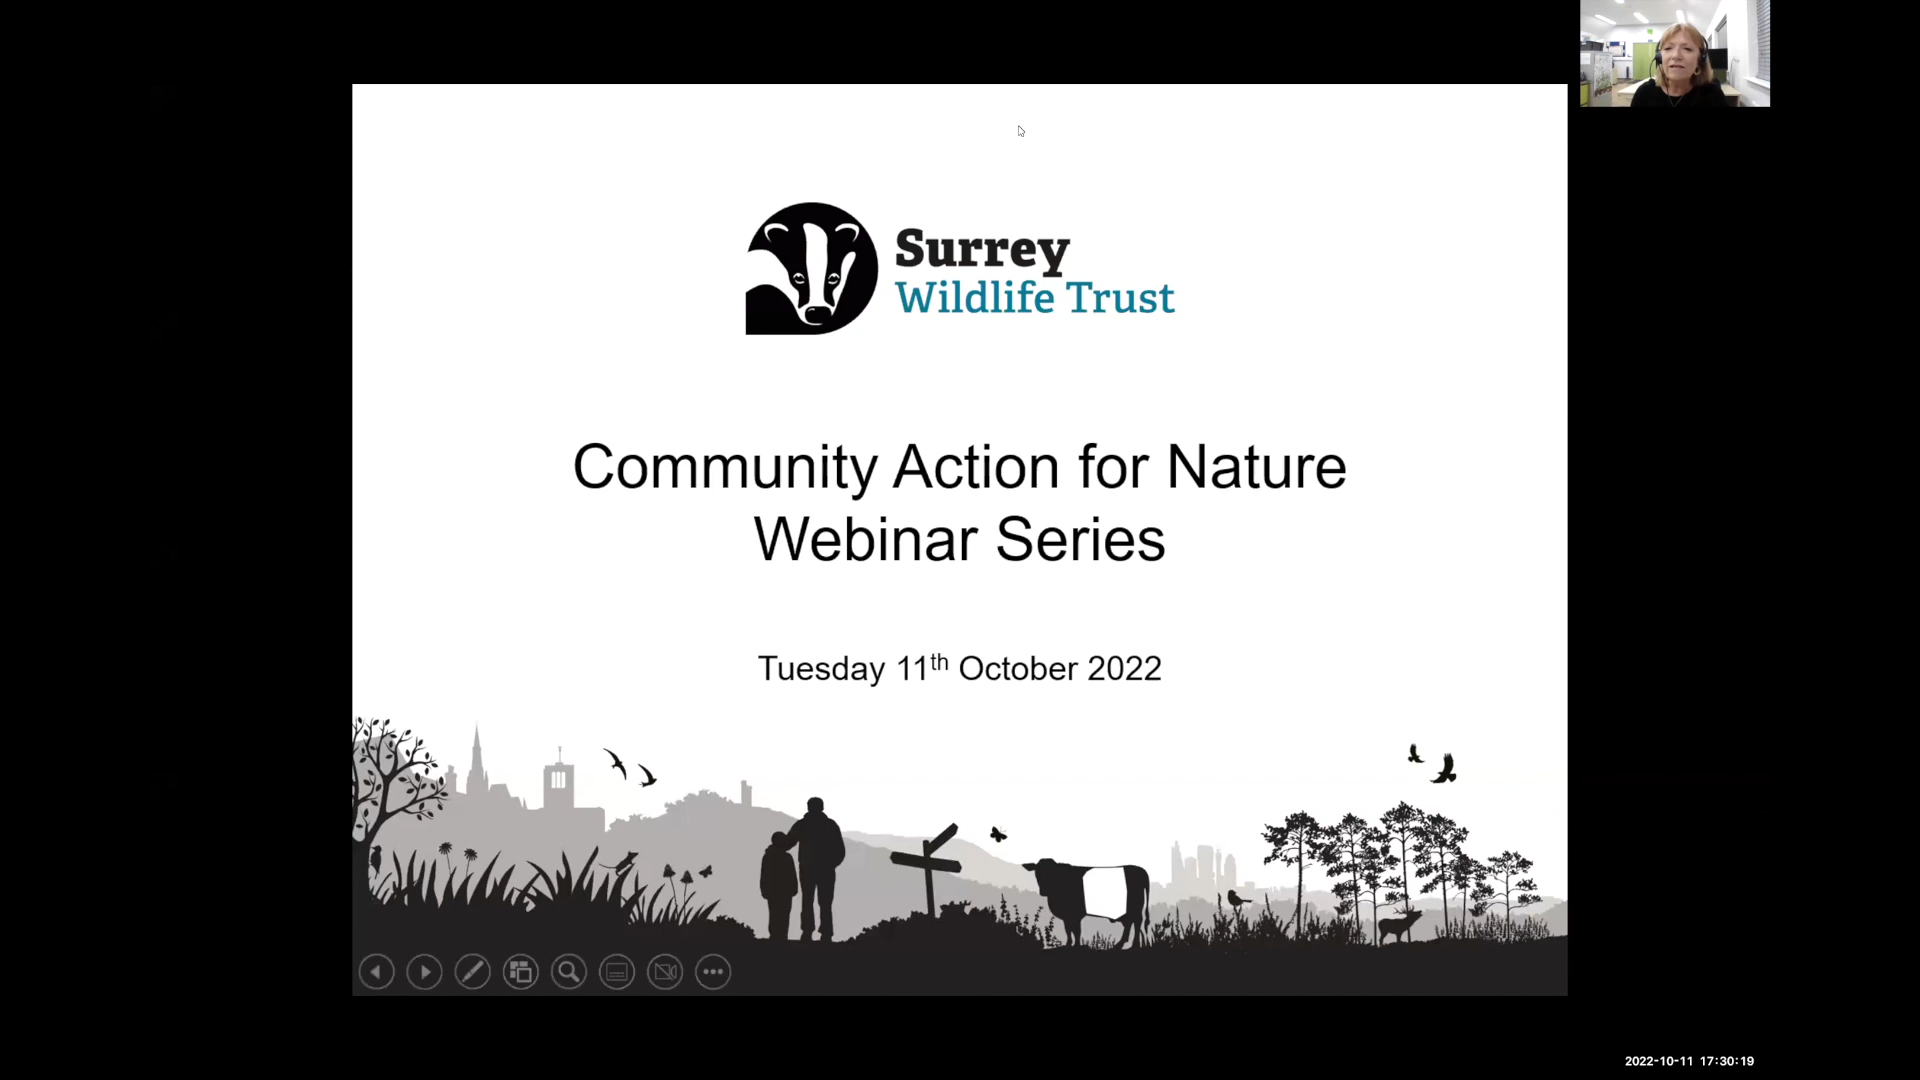 Surrey
Wildlife Trust
Community Action for Nature
Webinar Series
Tuesday 11th October 2022
2022-10-11 17:30:19